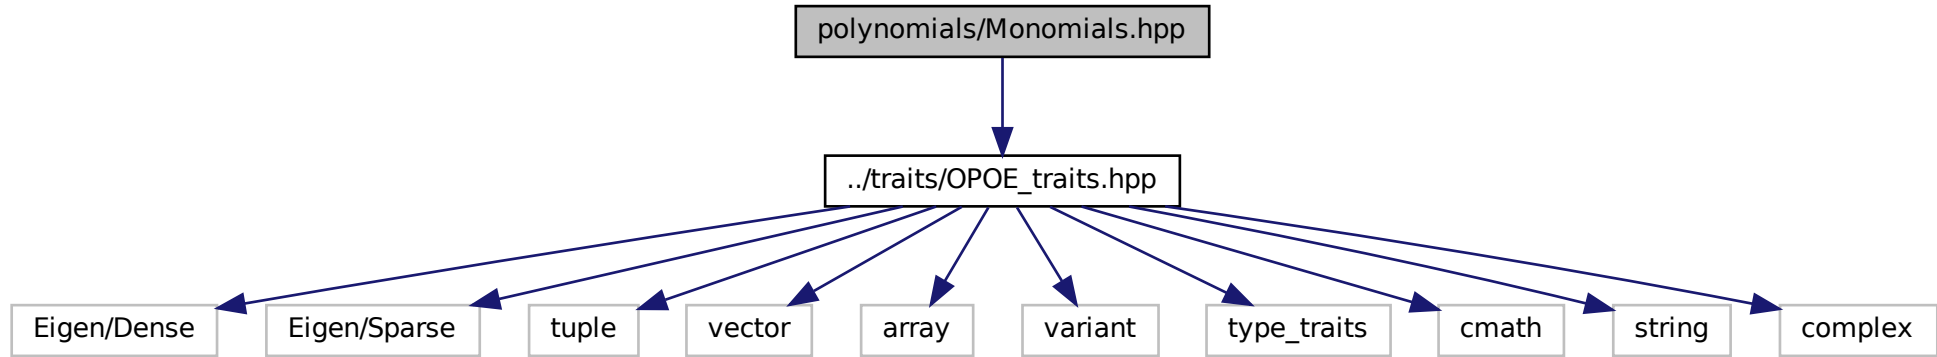 polynomials/Monomials.hpp
../traits/OPOE_traits.hpp
Eigen/Dense
Eigen/Sparse
tuple
vector
array
variant
type_traits
cmath
string
complex